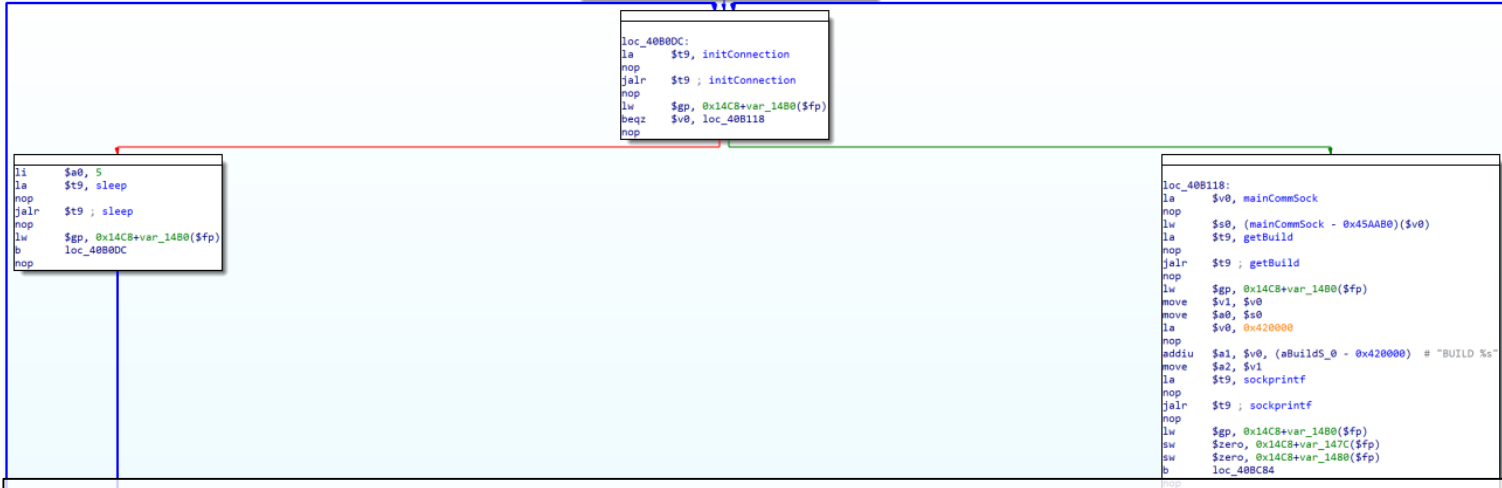 loc_40B0DC:
la $t9, initConnection
nop
jalr $t9 ; initConnection
nop
lw $gp, 0x14C8+var_14B0($fp)
beqz $v0, loc_40B118
nop
li $a0, 5
la $t9, sleep
nop
jalr $t9 ; sleep
nop
lw $gp, 0x14C8+var_14B0($fp)
b loc_40B0DC
nop
loc_40B118:
la $v0, mainCommSock
nop
lw $s0, (mainCommSock - 0x45AAB0)($v0)
la $t9, getBuild
nop
jalr $t9 ; getBuild
nop
lw $gp, 0x14C8+var_14B0($fp)
move $v1, $v0
move $a0, $s0
la $v0, 0x420000
nop
addiu $a1, $v0, (aBuildS_0 - 0x420000) # "BUILD %s"
move $a2, $v1
la $t9, sockprintf
nop
jalr $t9 ; sockprintf
nop
lw $gp, 0x14C8+var_14B0($fp)
sw $zero, 0x14C8+var_147C($fp)
sw $zero, 0x14C8+var_1480($fp)
b loc_40BC84
nop